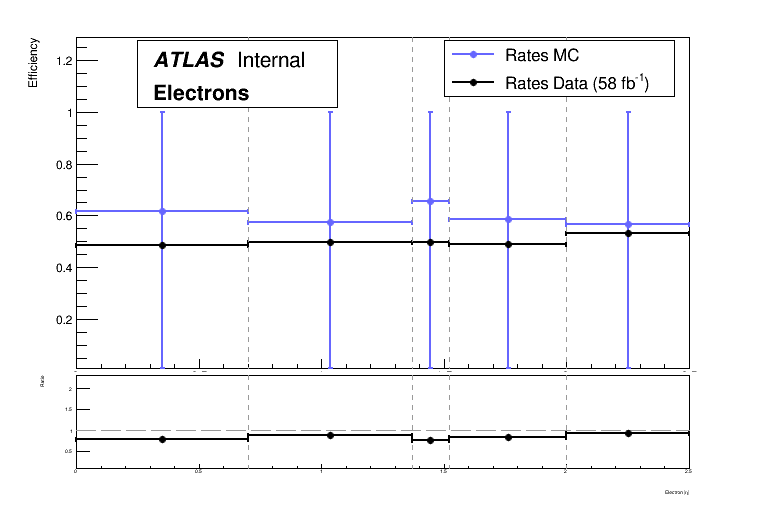 Efficiency
ATLAS Internal
Electrons
Rates MC
Rates Data (58 fb⁻¹)
1.2
1
0.8
0.6
0.4
0.2
Ratio
2
1.5
1
0.5
0 0.5 1 1.5 2 2.5
Electron |η|